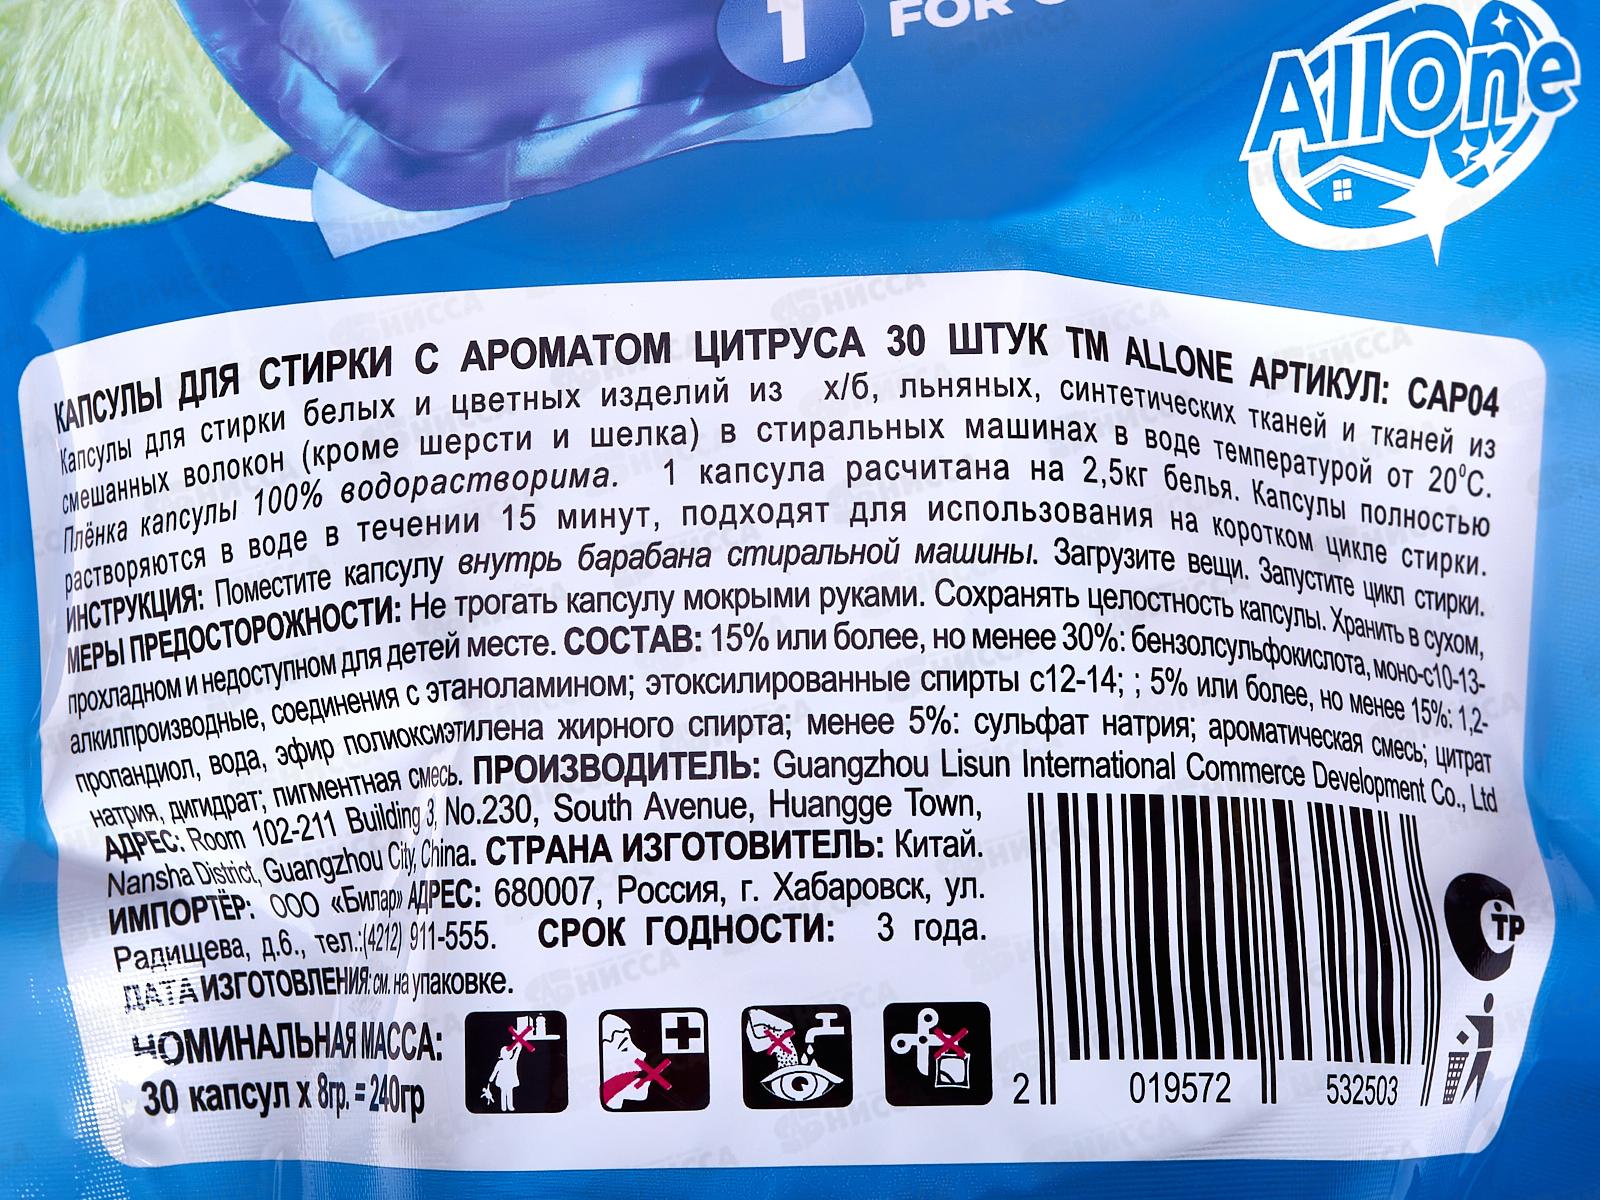 1
FOR
AllOne
КАПСУЛЫ ДЛЯ СТИРКИ С АРОМАТОМ ЦИТРУСА 30 ШТУК ТМ ALLONE АРТИКУЛ: CAP04
Капсулы для стирки белых и цветных изделий из х/б, льняных, синтетических тканей и тканей из
смешанных волокон (кроме шерсти и шелка) в стиральных машинах в воде температурой от 20°С.
Плёнка капсулы 100% водорастворима. 1 капсула расчитана на 2,5кг белья. Капсулы полностью
растворяются в воде в течении 15 минут, подходят для использования на коротком цикле стирки.
ИНСТРУКЦИЯ: Поместите капсулу внутрь барабана стиральной машины. Загрузите вещи. Запустите цикл стирки.
МЕРЫ ПРЕДОСТОРОЖНОСТИ: Не трогать капсулу мокрыми руками. Сохранять целостность капсулы. Хранить в сухом,
прохладном и недоступном для детей месте. СОСТАВ: 15% или более, но менее 30%: бензолсульфокислота, моно-с10-13-
алкилпроизводные, соединения с этаноламином; этоксилированные спирты с12-14; ; 5% или более, но менее 15%: 1,2-
пропандиол, вода, эфир полиоксиэтилена жирного спирта; менее 5%: сульфат натрия; ароматическая смесь; цитрат
натрия, дигидрат; пигментная смесь. ПРОИЗВОДИТЕЛЬ: Guangzhou Lisun International Commerce Development Co., Ltd
АДРЕС: Room 102-211 Building 3, No.230, South Avenue, Huangge Town,
Nansha District, Guangzhou City, China. СТРАНА ИЗГОТОВИТЕЛЬ: Китай.
ИМПОРТЁР: ООО «Билар» АДРЕС: 680007, Россия, г. Хабаровск, ул.
Радищева, д.6., тел.:(4212) 911-555. СРОК ГОДНОСТИ: 3 года.
ДАТА ИЗГОТОВЛЕНИЯ: см. на упаковке.
НОМИНАЛЬНАЯ МАССА:
30 капсул х 8гр. = 240гр
2 019572 532503
СТР